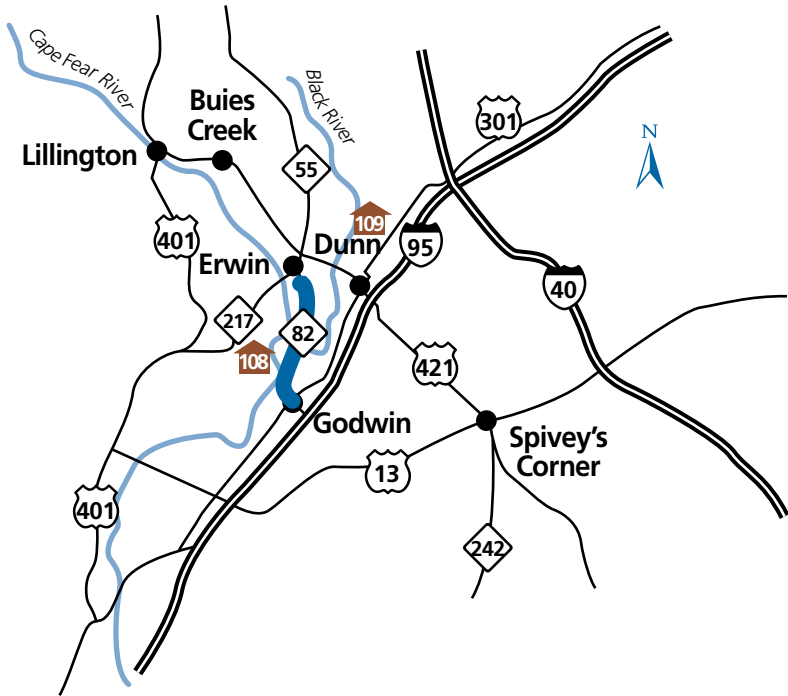 Cape Fear River
Black River
Buies
Creek
Lillington
301
N
55
109
401
Dunn
95
Erwin
40
217
82
108
421
Godwin
Spivey's
Corner
13
401
242